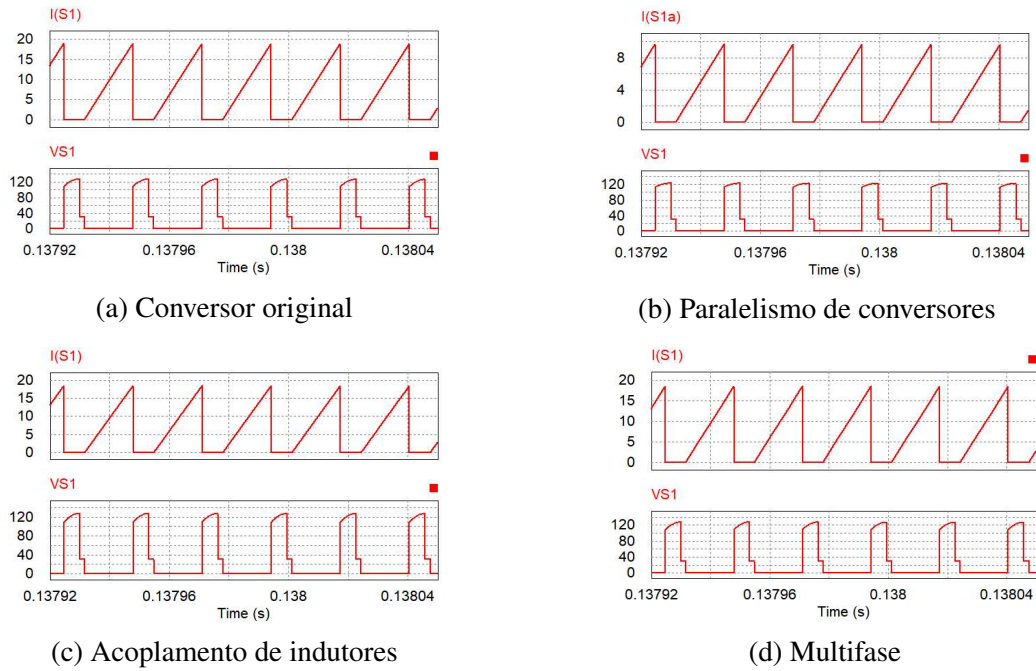 I(S1)
20
15
10
5
0
VS1
120
80
40
0
0.13792 0.13796 0.138 0.13804
Time (s)
(a) Conversor original
I(S1a)
8
4
0
VS1
120
80
40
0
0.13792 0.13796 0.138 0.13804
Time (s)
(b) Paralelismo de conversores
I(S1)
20
15
10
5
0
VS1
120
80
40
0
0.13792 0.13796 0.138 0.13804
Time (s)
(c) Acoplamento de indutores
I(S1)
20
15
10
5
0
VS1
120
80
40
0
0.13792 0.13796 0.138 0.13804
Time (s)
(d) Multifase